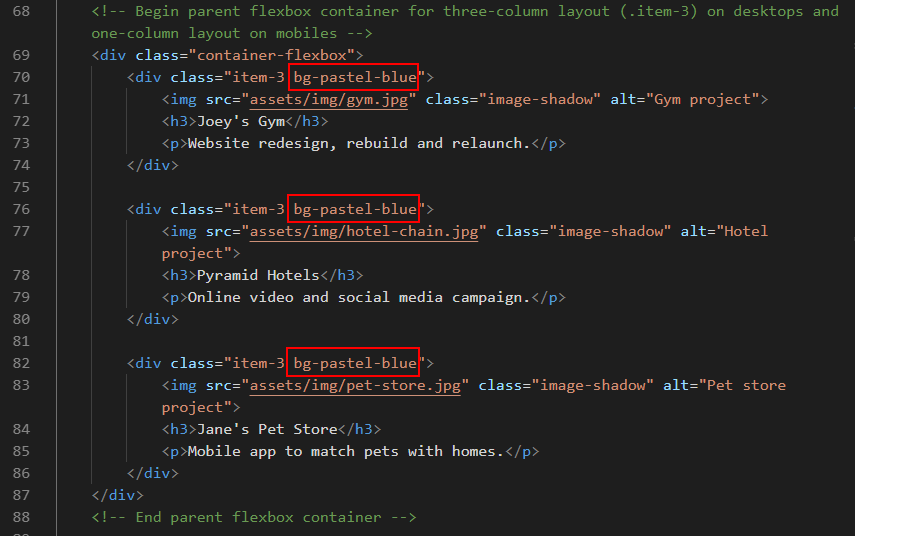 68 <!-- Begin parent flexbox container for three-column layout (.item-3) on desktops and
one-column layout on mobiles -->
69 <div class="container-flexbox">
70 <div class="item-3 bg-pastel-blue">
71 <img src="assets/img/gym.jpg" class="image-shadow" alt="Gym project">
72 <h3>Joey's Gym</h3>
73 <p>Website redesign, rebuild and relaunch.</p>
74 </div>
75
76 <div class="item-3 bg-pastel-blue">
77 <img src="assets/img/hotel-chain.jpg" class="image-shadow" alt="Hotel
project">
78 <h3>Pyramid Hotels</h3>
79 <p>Online video and social media campaign.</p>
80 </div>
81
82 <div class="item-3 bg-pastel-blue">
83 <img src="assets/img/pet-store.jpg" class="image-shadow" alt="Pet store
project">
84 <h3>Jane's Pet Store</h3>
85 <p>Mobile app to match pets with homes.</p>
86 </div>
87 </div>
88 <!-- End parent flexbox container -->